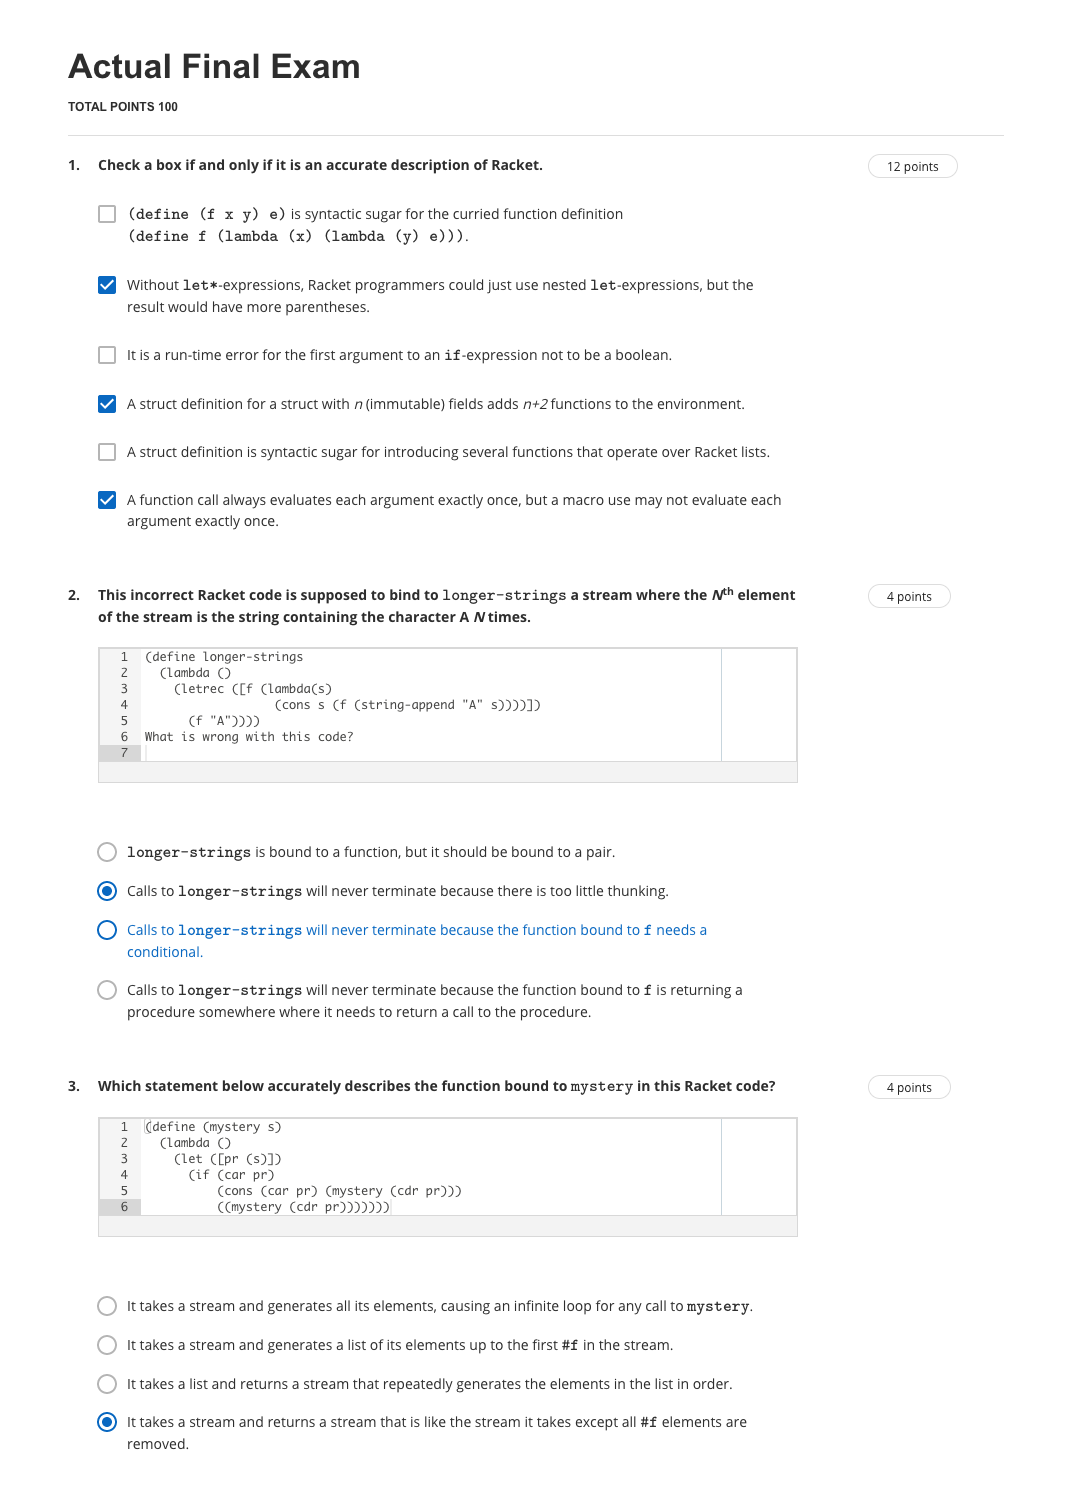 Actual Final Exam
TOTAL POINTS 100
1. Check a box if and only if it is an accurate description of Racket.
12 points
(define (f x y) e) is syntactic sugar for the curried function definition
(define f (lambda (x) (lambda (y) e))).
Without let*-expressions, Racket programmers could just use nested let-expressions, but the
result would have more parentheses.
It is a run-time error for the first argument to an if-expression not to be a boolean.
A struct definition for a struct with n (immutable) fields adds n+2 functions to the environment.
A struct definition is syntactic sugar for introducing several functions that operate over Racket lists.
A function call always evaluates each argument exactly once, but a macro use may not evaluate each
argument exactly once.
2. This incorrect Racket code is supposed to bind to longer-strings a stream where the Nth element
of the stream is the string containing the character A N times.
4 points
1 (define longer-strings
2   (lambda ()
3     (letrec ([f (lambda(s)
4                   (cons s (f (string-append "A" s))))])
5       (f "A"))))
6 What is wrong with this code?
7
longer-strings is bound to a function, but it should be bound to a pair.
Calls to longer-strings will never terminate because there is too little thunking.
Calls to longer-strings will never terminate because the function bound to f needs a
conditional.
Calls to longer-strings will never terminate because the function bound to f is returning a
procedure somewhere where it needs to return a call to the procedure.
3. Which statement below accurately describes the function bound to mystery in this Racket code?
4 points
1 (define (mystery s)
2   (lambda ()
3     (let ([pr (s)])
4       (if (car pr)
5           (cons (car pr) (mystery (cdr pr)))
6           ((mystery (cdr pr)))))))
It takes a stream and generates all its elements, causing an infinite loop for any call to mystery.
It takes a stream and generates a list of its elements up to the first #f in the stream.
It takes a list and returns a stream that repeatedly generates the elements in the list in order.
It takes a stream and returns a stream that is like the stream it takes except all #f elements are
removed.